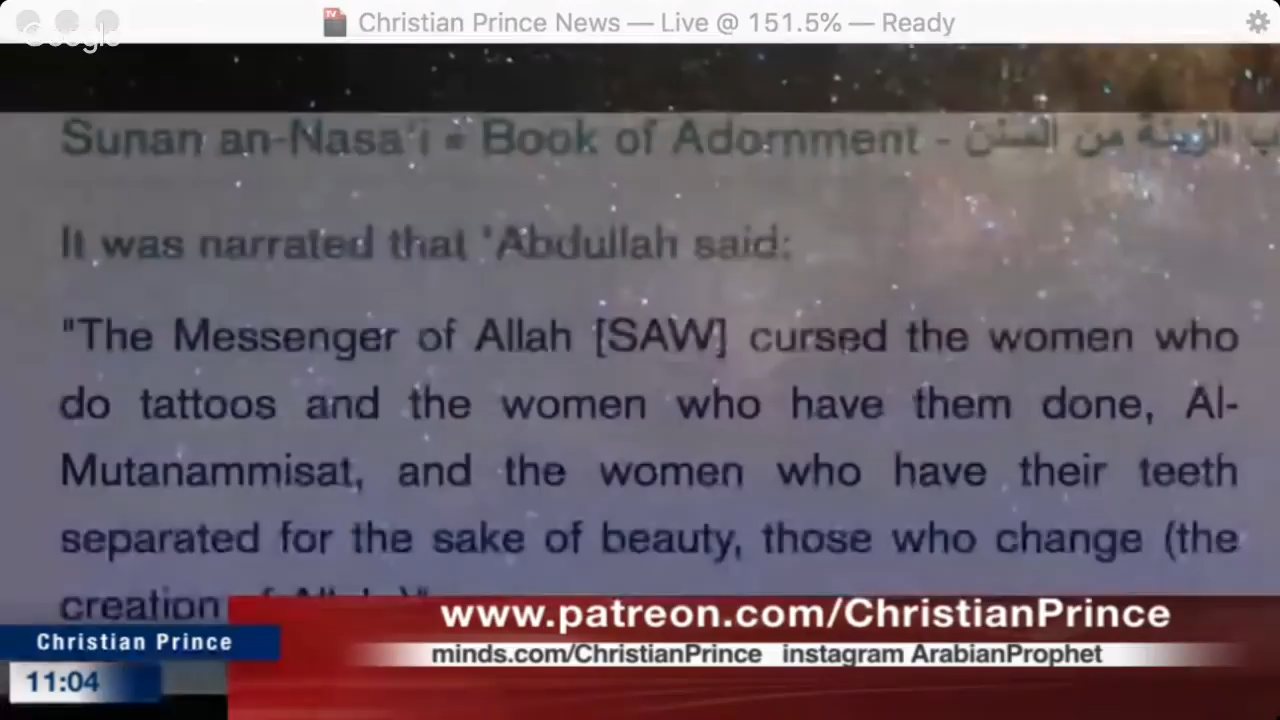 Christian Prince News — Live @ 151.5% — Ready
Google
Sunan an-Nasa'i » Book of Adornment - ب الزينة من السنن
It was narrated that 'Abdullah said:
"The Messenger of Allah [SAW] cursed the women who
do tattoos and the women who have them done, Al-
Mutanammisat, and the women who have their teeth
separated for the sake of beauty, those who change (the
creation of Allah)"
www.patreon.com/ChristianPrince
Christian Prince
minds.com/ChristianPrince instagram ArabianProphet
11:04